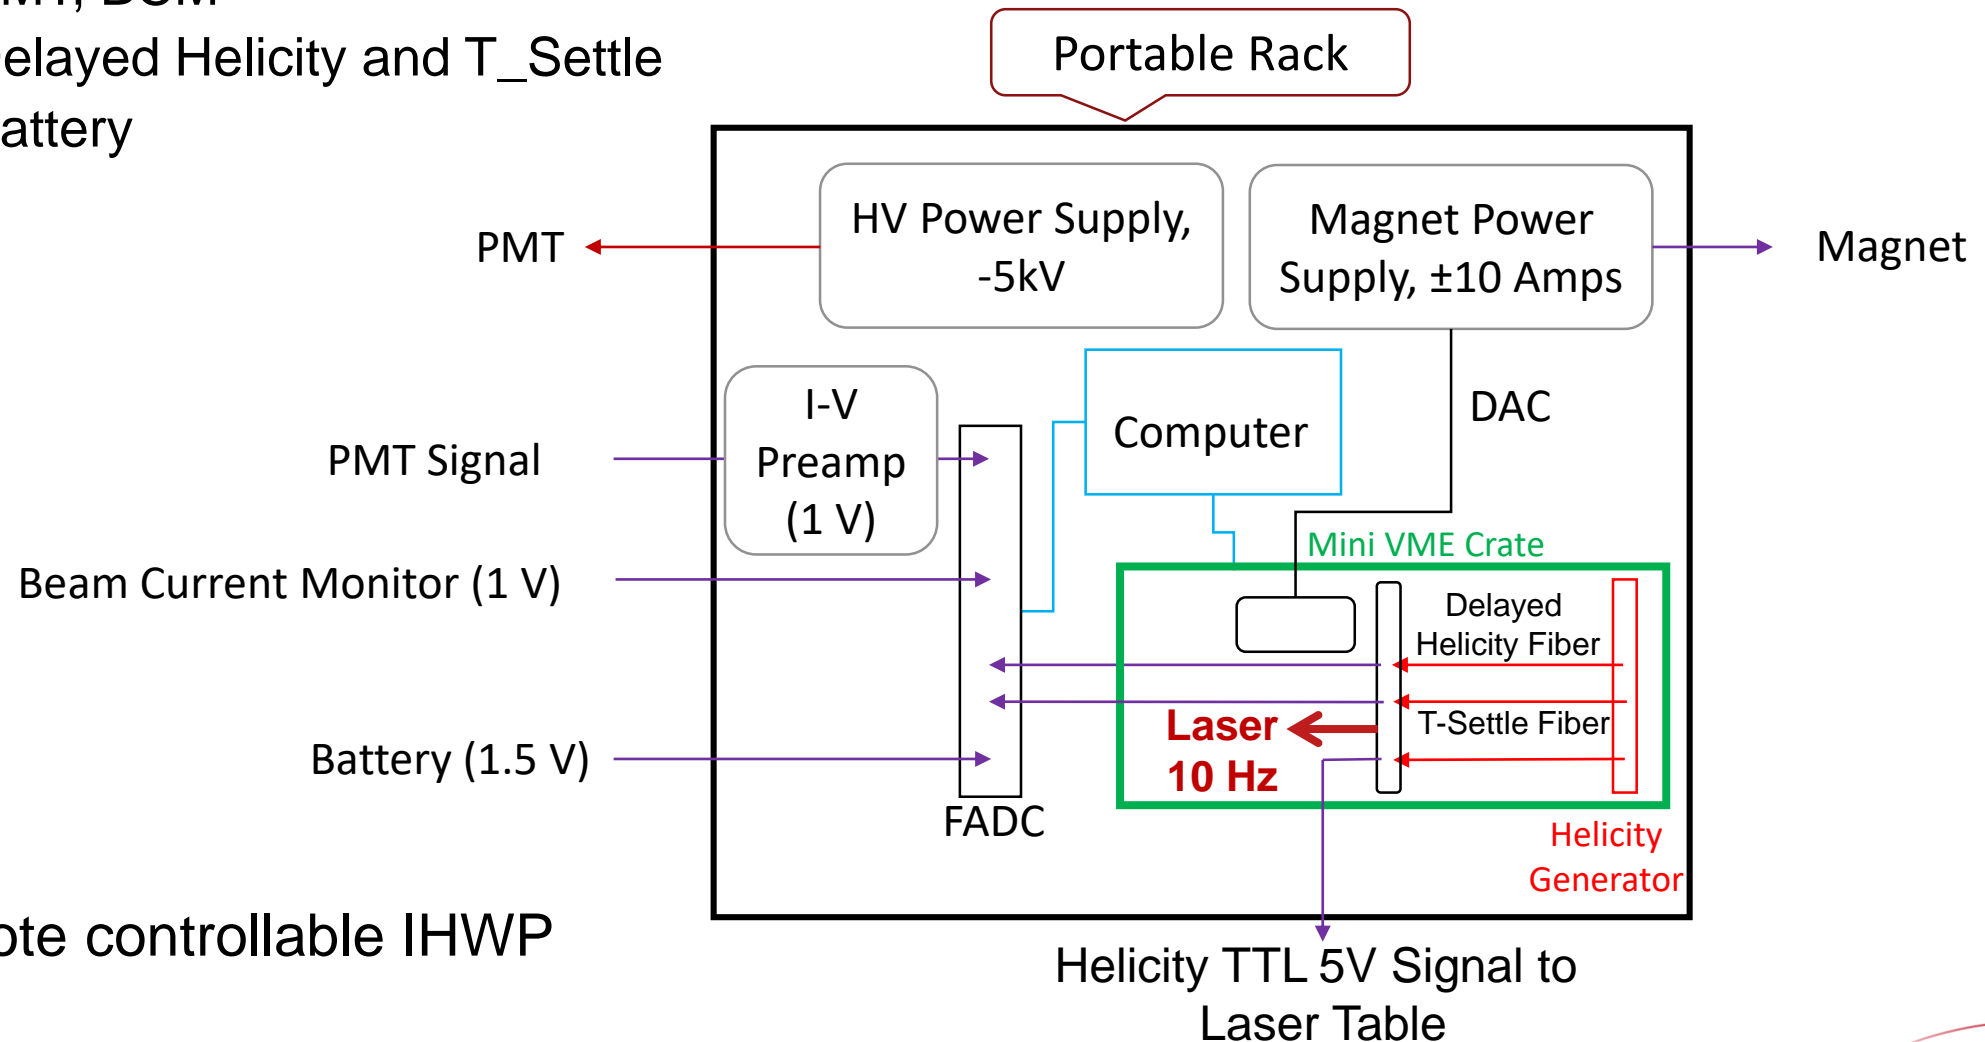 elayed Helicity and T_Settle
attery
Portable Rack
HV Power Supply,
-5kV
Magnet Power
Supply, ±10 Amps
PMT
Magnet
I-V
Preamp
(1 V)
Computer
DAC
PMT Signal
Mini VME Crate
Beam Current Monitor (1 V)
Delayed
Helicity Fiber
T-Settle Fiber
Laser
10 Hz
Battery (1.5 V)
FADC
Helicity
Generator
ote controllable IHWP
Helicity TTL 5V Signal to
Laser Table